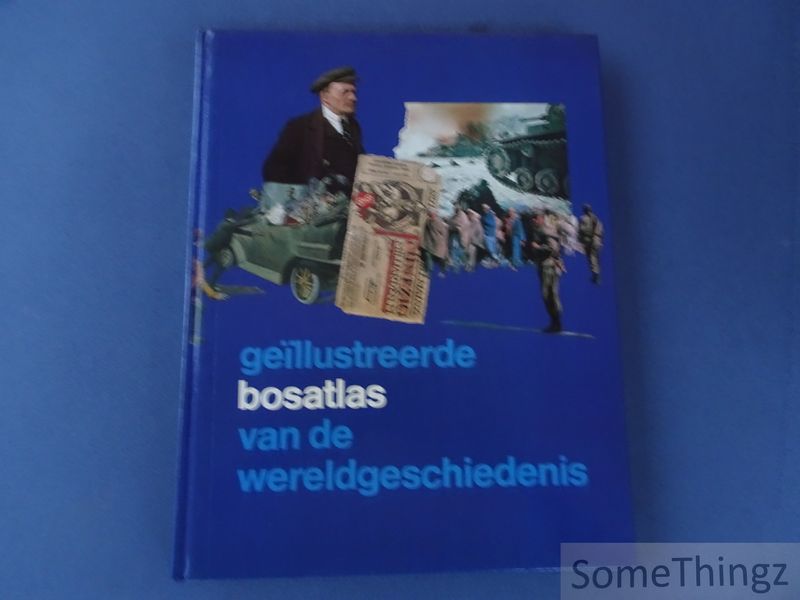 geïllustreerde
bosatlas
van de
wereldgeschiedenis
SomeThingz